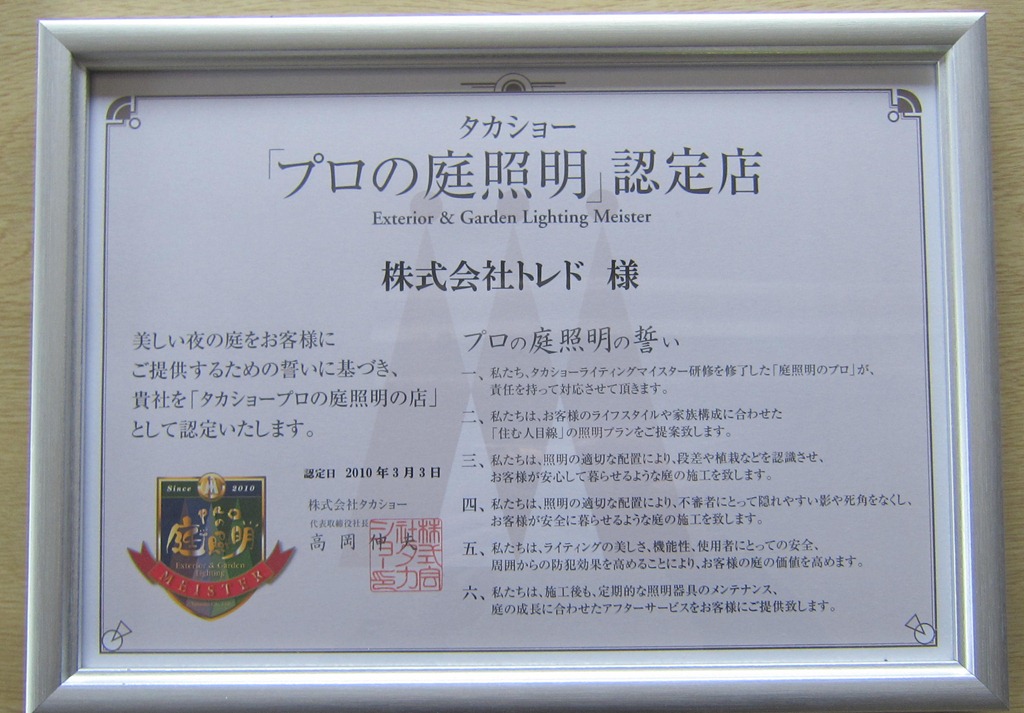 タカショー
「プロの庭照明」認定店
Exterior & Garden Lighting Meister
株式会社トレド 様
美しい夜の庭をお客様に
ご提供するための誓いに基づき、
貴社を「タカショープロの庭照明の店」
として認定いたします。
認定日 2010年3月3日
株式会社タカショー
代表取締役社長
高岡伸夫
株式会社タカショー
Since 2010
PROの
庭照明
Exterior & Garden
Lighting
MEISTER
プロの庭照明の誓い
一、私たち、タカショーライティングマイスター研修を修了した「庭照明のプロ」が、
責任を持って対応させて頂きます。
二、私たちは、お客様のライフスタイルや家族構成に合わせた
「住む人目線」の照明プランをご提案致します。
三、私たちは、照明の適切な配置により、段差や植栽などを認識させ、
お客様が安心して暮らせるような庭の施工を致します。
四、私たちは、照明の適切な配置により、不審者にとって隠れやすい影や死角をなくし、
お客様が安全に暮らせるような庭の施工を致します。
五、私たちは、ライティングの美しさ、機能性、使用者にとっての安全、
周囲からの防犯効果を高めることにより、お客様の庭の価値を高めます。
六、私たちは、施工後も、定期的な照明器具のメンテナンス、
庭の成長に合わせたアフターサービスをお客様にご提供致します。